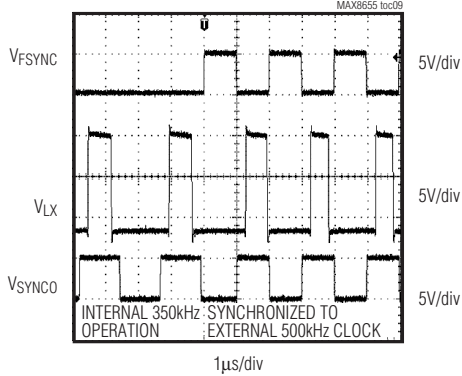 MAX8655 toc09
VFSYNC
5V/div
VLX
5V/div
VSYNCO
5V/div
INTERNAL 350kHz
OPERATION
SYNCHRONIZED TO
EXTERNAL 500kHz CLOCK
1µs/div